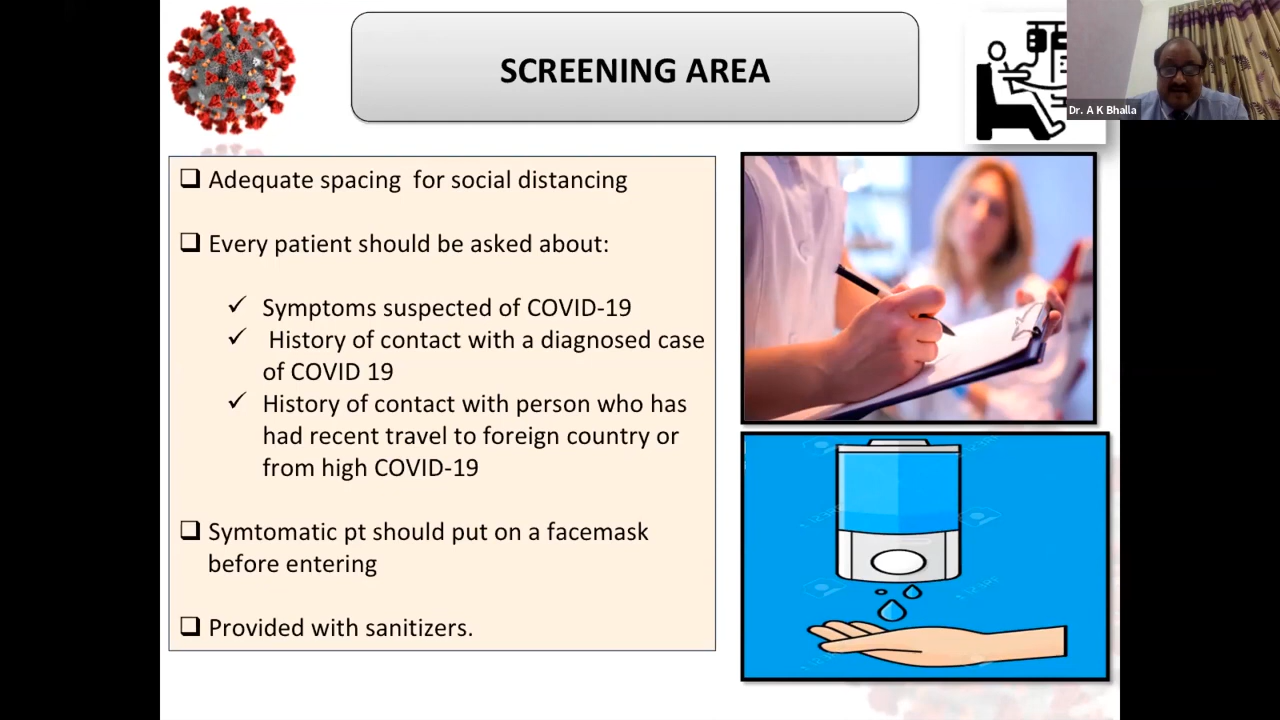 SCREENING AREA
Dr. A K Bhalla
Adequate spacing for social distancing
Every patient should be asked about:
Symptoms suspected of COVID-19
History of contact with a diagnosed case
of COVID 19
History of contact with person who has
had recent travel to foreign country or
from high COVID-19
Symtomatic pt should put on a facemask
before entering
Provided with sanitizers.